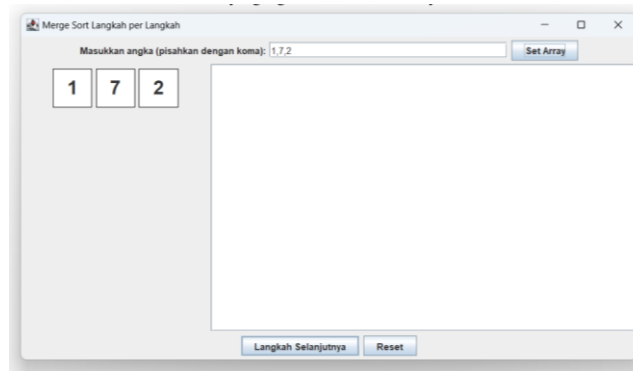 Merge Sort Langkah per Langkah
Masukkan angka (pisahkan dengan koma): 1,7,2 Set Array
1 7 2
Langkah Selanjutnya Reset